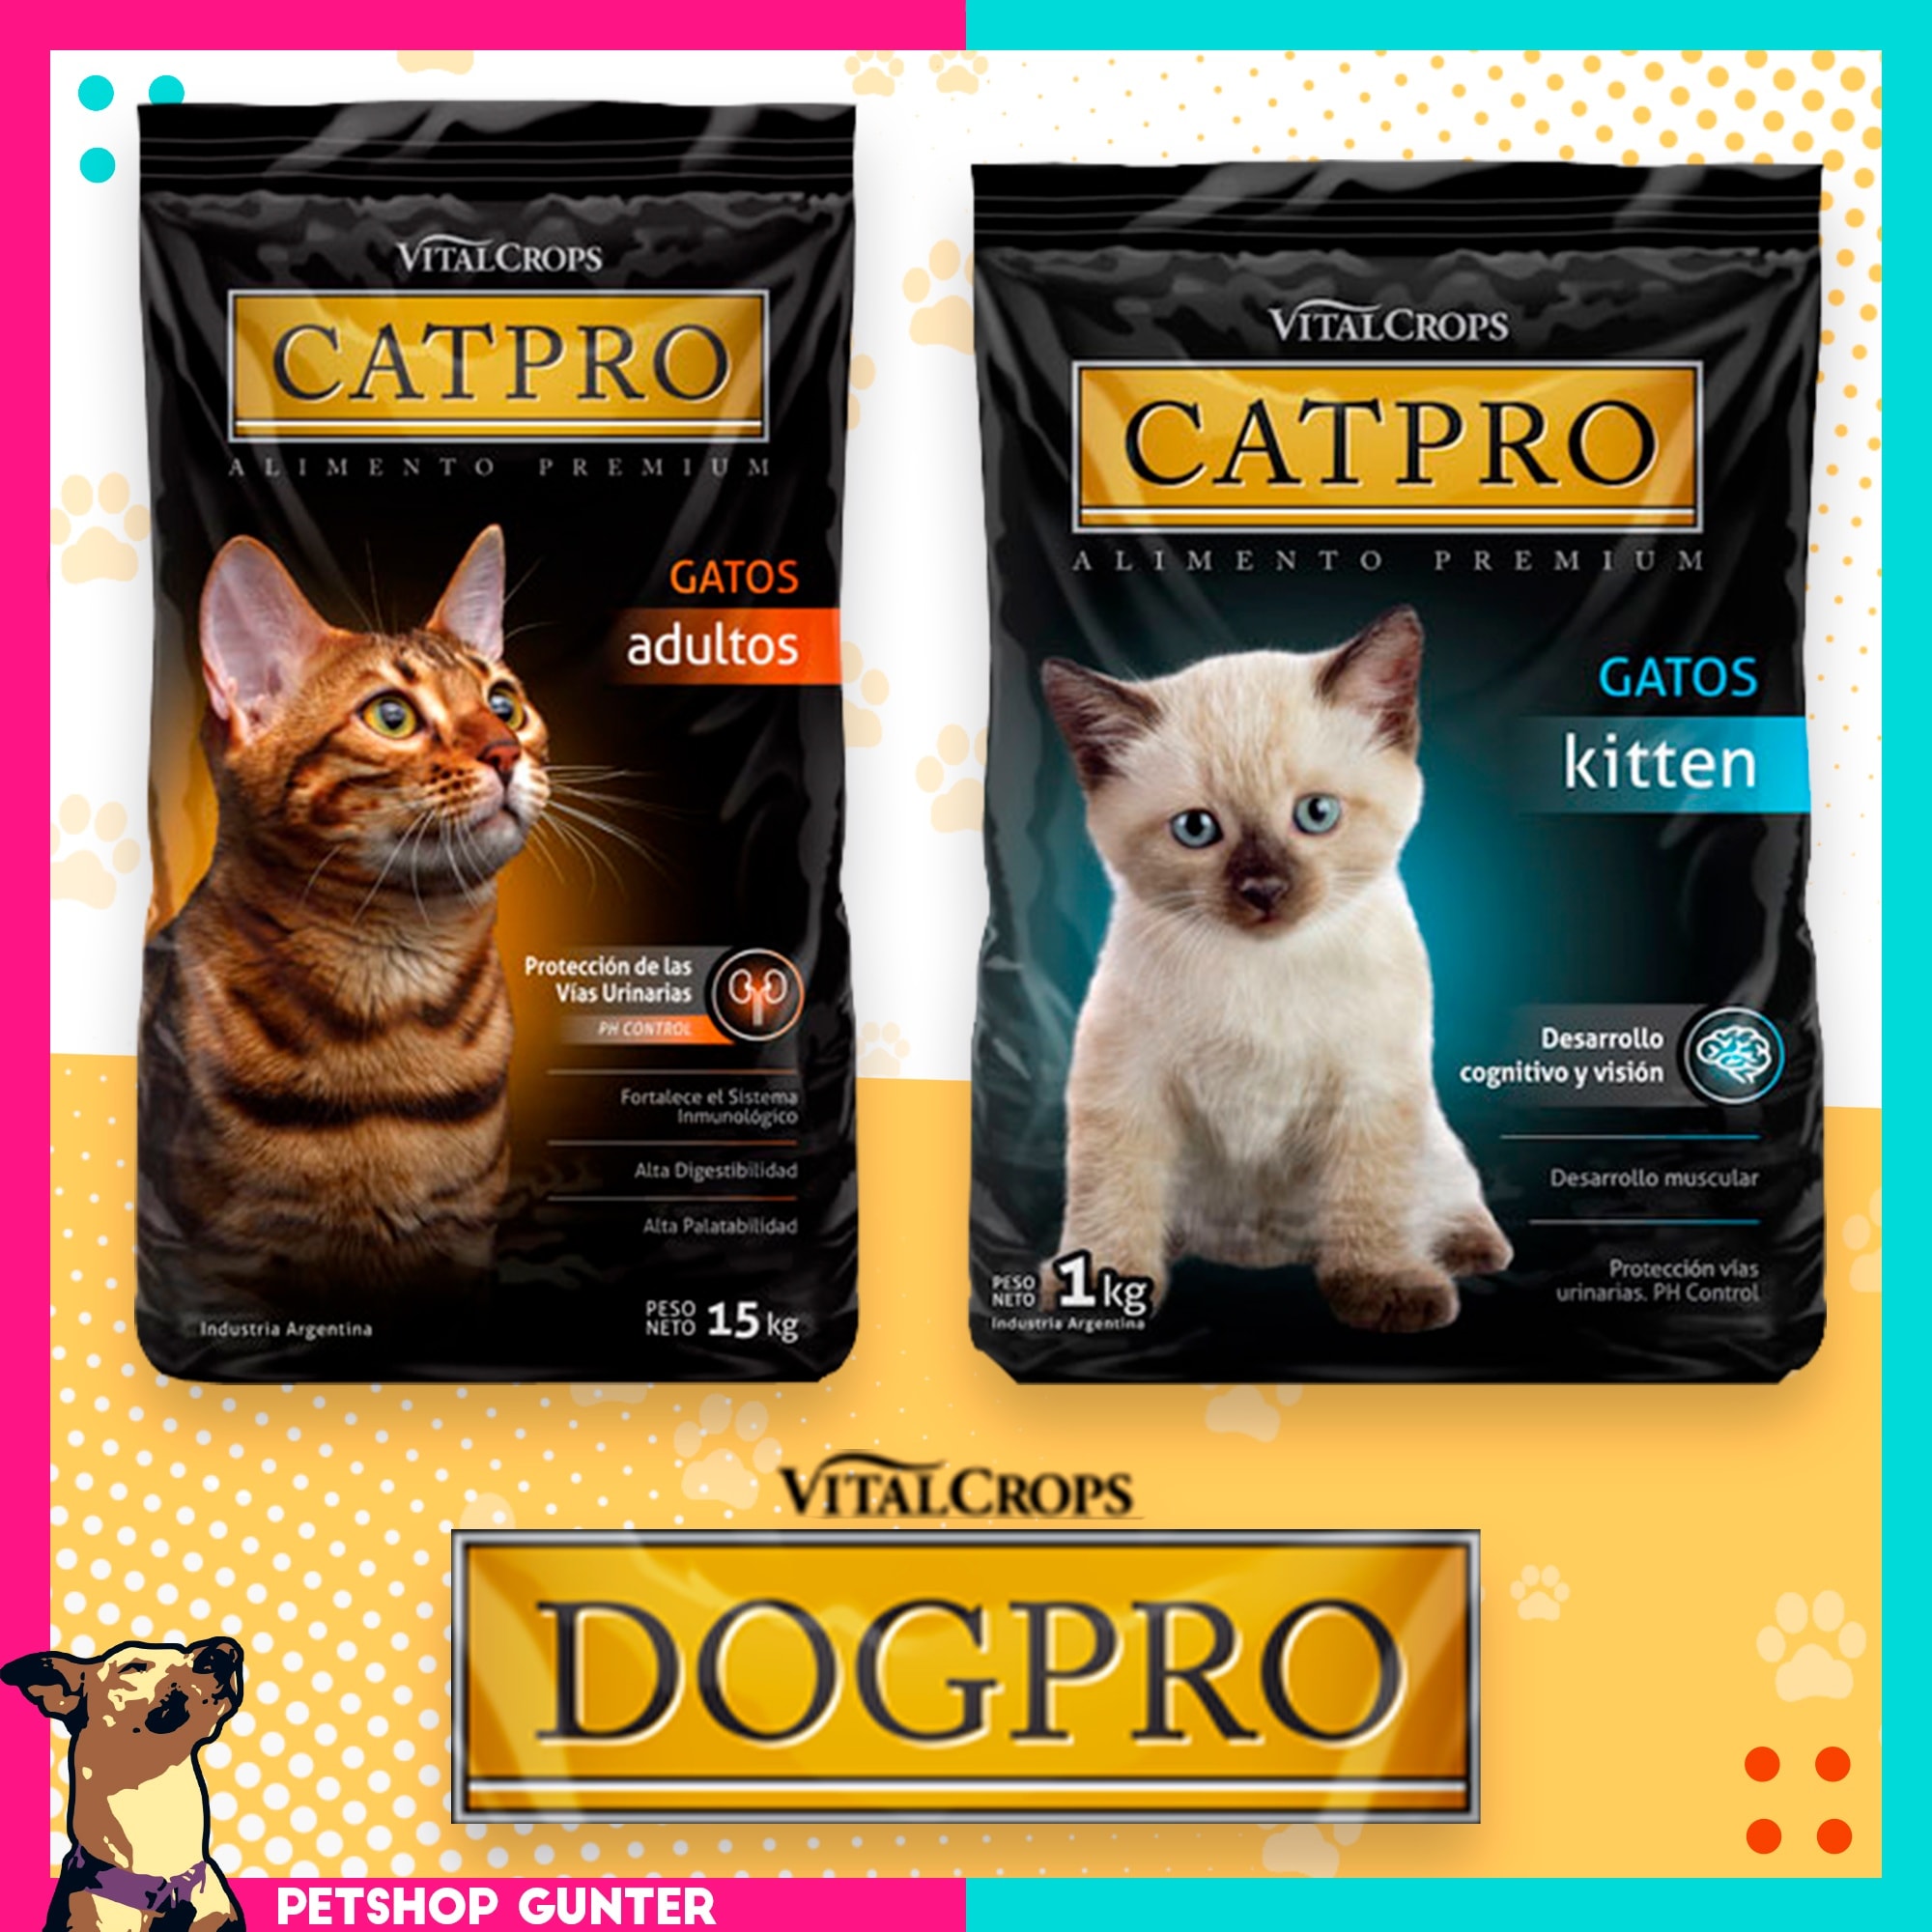 VITALCROPS
CATPRO
ALIMENTO PREMIUM
GATOS
adultos
Protección de las
Vías Urinarias
PH CONTROL
Fortalece el Sistema
Inmunológico
Alta Digestibilidad
Alta Palatabilidad
Industria Argentina
PESO
NETO 15 kg
VITALCROPS
CATPRO
ALIMENTO PREMIUM
GATOS
kitten
Desarrollo
cognitivo y visión
Desarrollo muscular
Protección vías
urinarias. PH Control
PESO
NETO 1 kg
Industria Argentina
VITALCROPS
DOGPRO
PETSHOP GUNTER